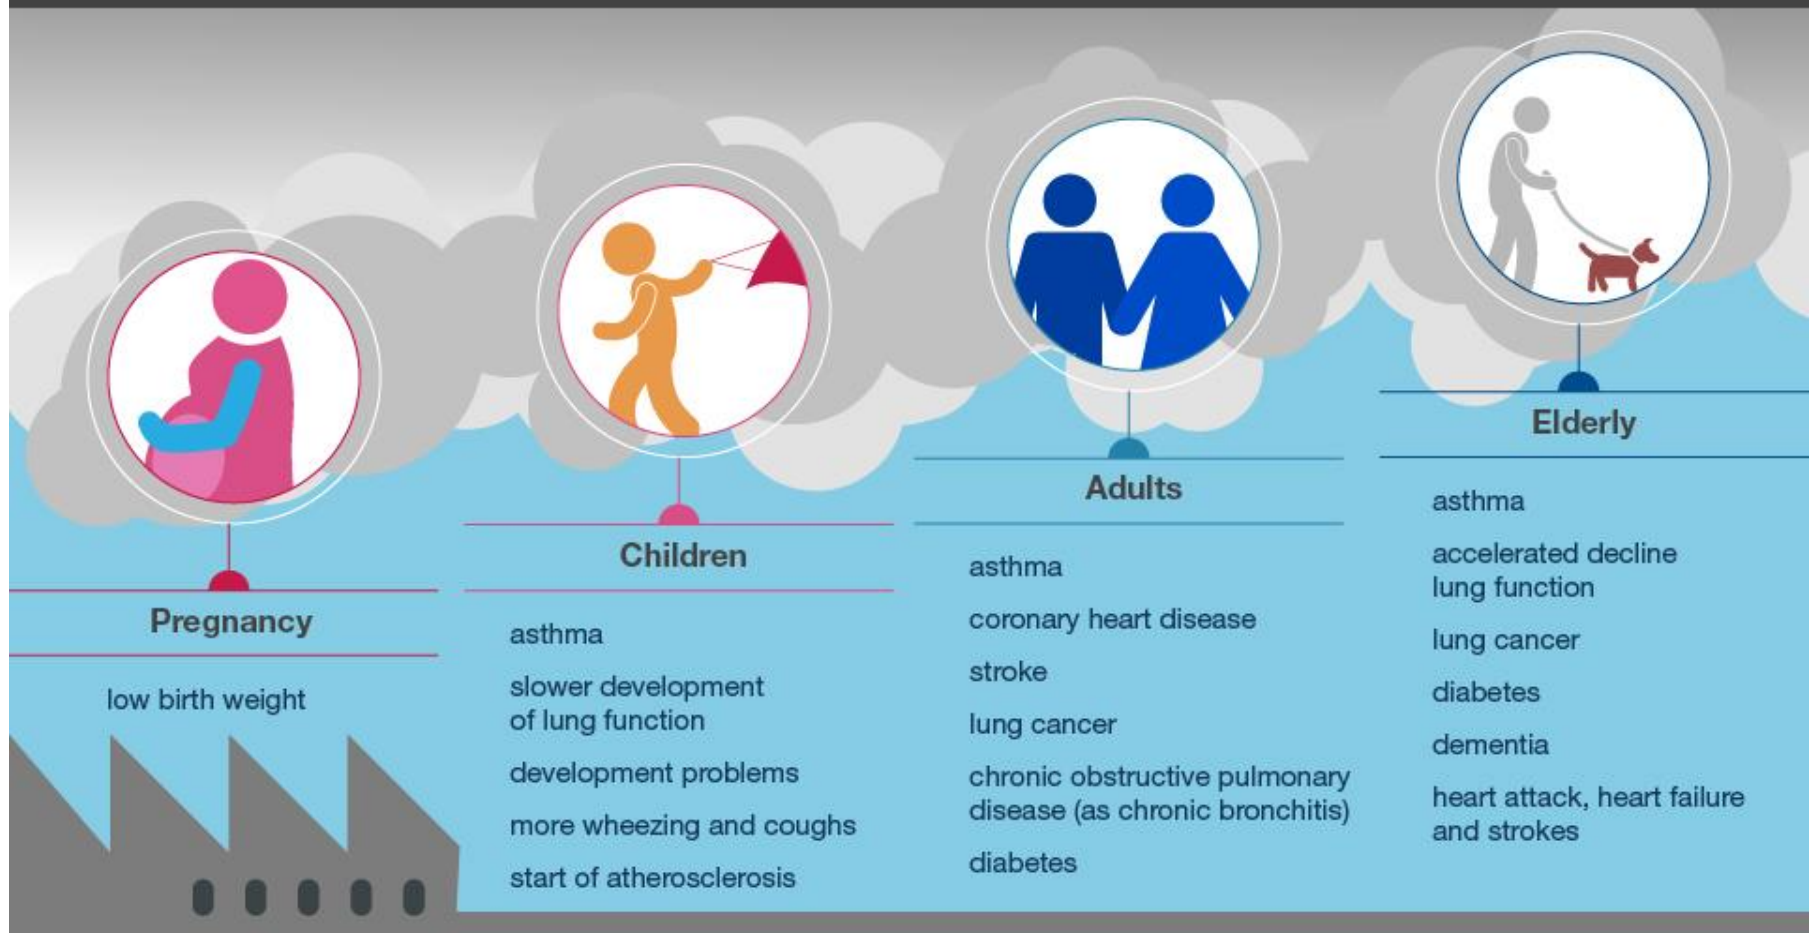 Pregnancy
low birth weight
Children
asthma
slower development
of lung function
development problems
more wheezing and coughs
start of atherosclerosis
Adults
asthma
coronary heart disease
stroke
lung cancer
chronic obstructive pulmonary
disease (as chronic bronchitis)
diabetes
Elderly
asthma
accelerated decline
lung function
lung cancer
diabetes
dementia
heart attack, heart failure
and strokes